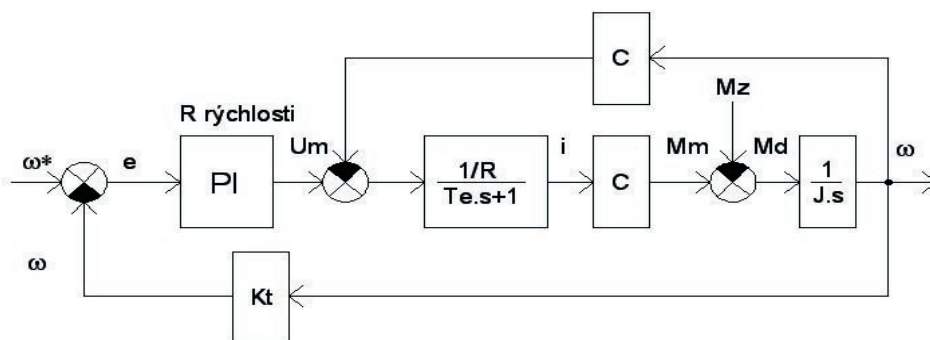 C
Mz
R rýchlosti
ω*
e
PI
Um
1/R
Te.s+1
i
C
Mm
Md
1
J.s
ω
ω
Kt